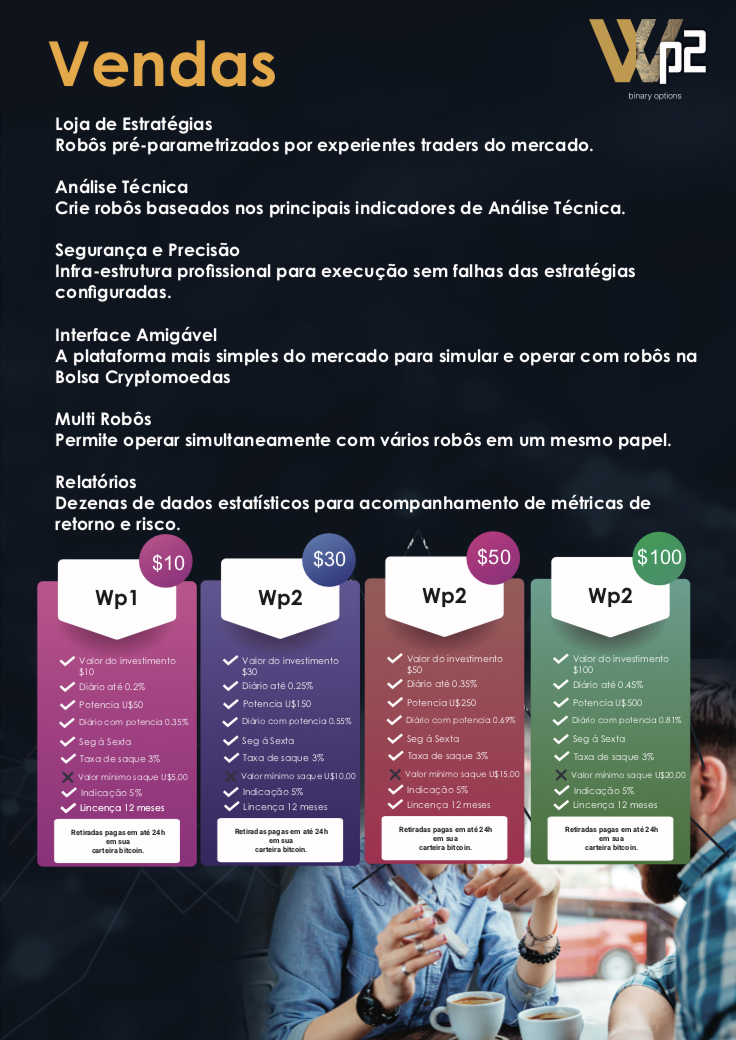 Vendas
Wp2
binary options
Loja de Estratégias
Robôs pré-parametrizados por experientes traders do mercado.
Análise Técnica
Crie robôs baseados nos principais indicadores de Análise Técnica.
Segurança e Precisão
Infra-estrutura profissional para execução sem falhas das estratégias
configuradas.
Interface Amigável
A plataforma mais simples do mercado para simular e operar com robôs na
Bolsa Cryptomoedas
Multi Robôs
Permite operar simultaneamente com vários robôs em um mesmo papel.
Relatórios
Dezenas de dados estatísticos para acompanhamento de métricas de
retorno e risco.
$10
Wp1
Valor do investimento
$10
Diário até 0.2%
Potencia U$50
Diário com potencia 0.35%
Seg á Sexta
Taxa de saque 3%
Valor mínimo saque U$5,00
Indicação 5%
Lincença 12 meses
Retiradas pagas em até 24h
em sua
carteira bitcoin.
$30
Wp2
Valor do investimento
$30
Diário até 0.25%
Potencia U$150
Diário com potencia 0.55%
Seg á Sexta
Taxa de saque 3%
Valor mínimo saque U$10,00
Indicação 5%
Lincença 12 meses
Retiradas pagas em até 24h
em sua
carteira bitcoin.
$50
Wp2
Valor do investimento
$50
Diário até 0.35%
Potencia U$250
Diário com potencia 0.69%
Seg á Sexta
Taxa de saque 3%
Valor mínimo saque U$15,00
Indicação 5%
Lincença 12 meses
Retiradas pagas em até 24h
em sua
carteira bitcoin.
$100
Wp2
Valor do investimento
$100
Diário até 0.45%
Potencia U$500
Diário com potencia 0.81%
Seg á Sexta
Taxa de saque 3%
Valor mínimo saque U$20,00
Indicação 5%
Lincença 12 meses
Retiradas pagas em até 24h
em sua
carteira bitcoin.